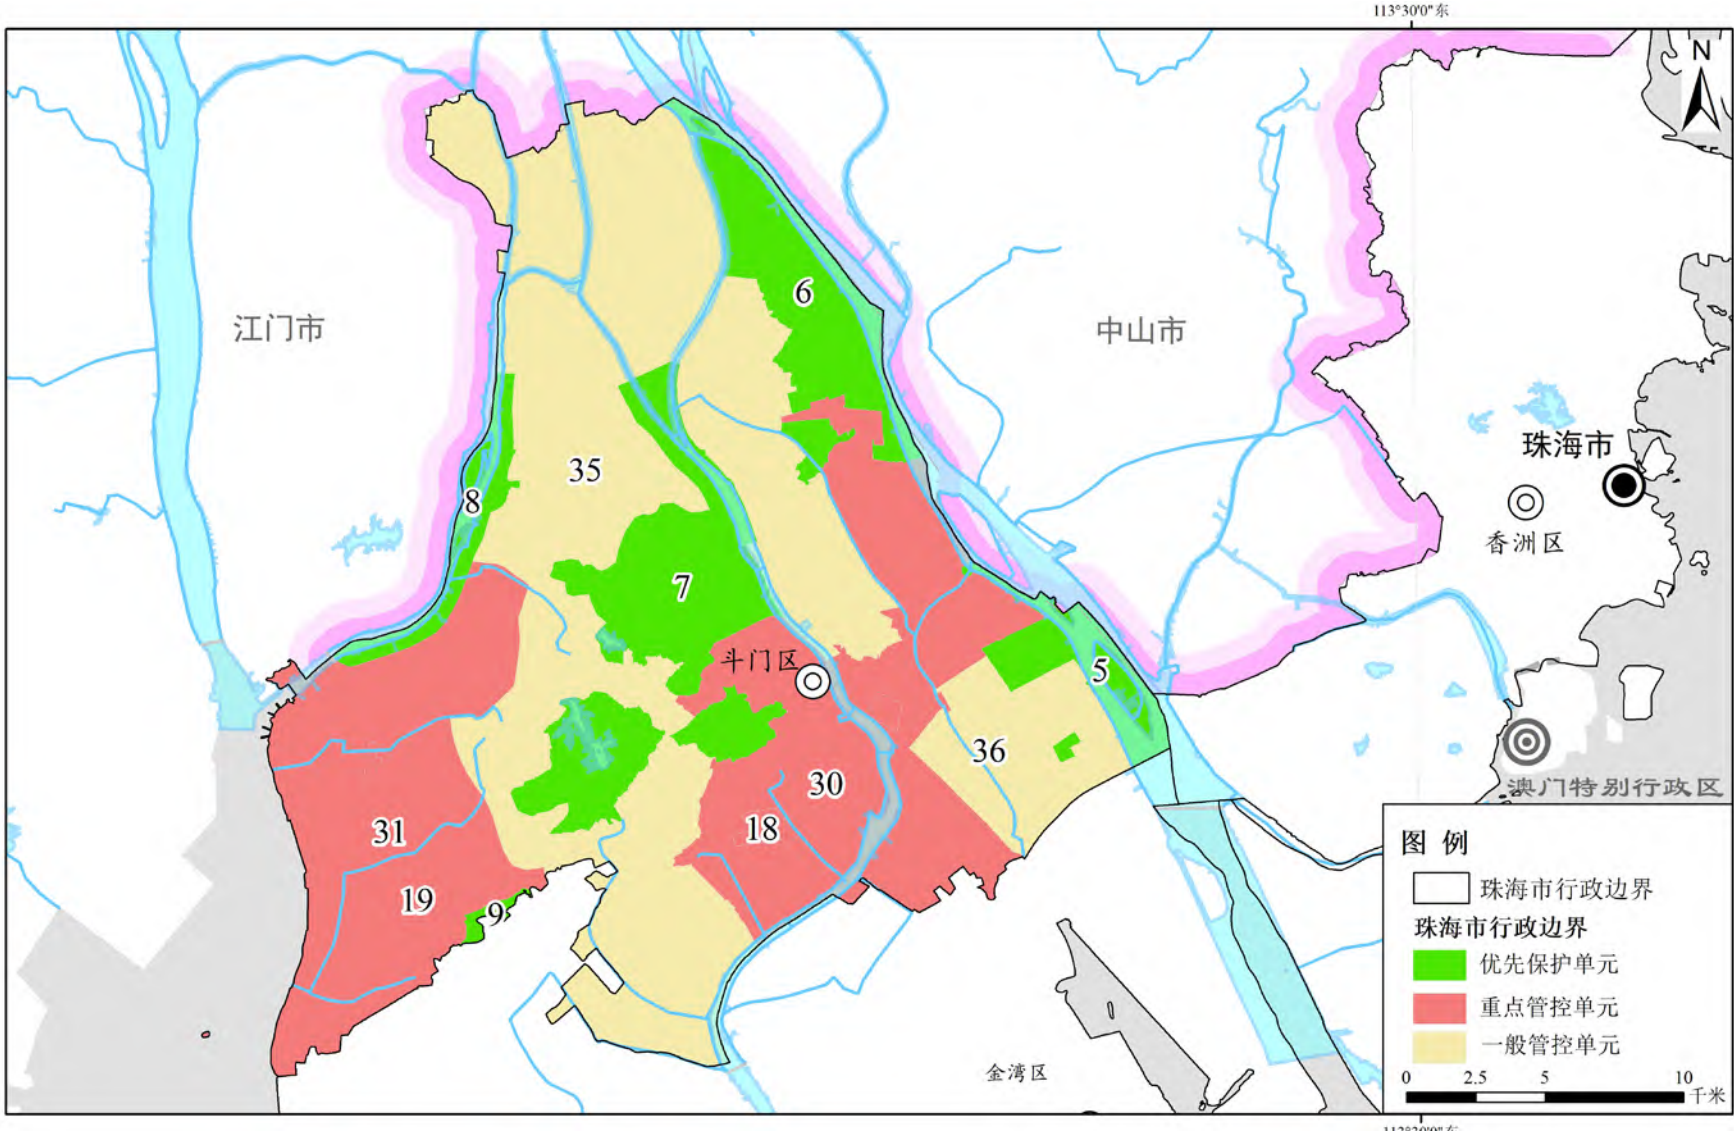 113°30'0"东
N
江门市
中山市
6
珠海市
香洲区
35
8
7
斗门区
5
36
30
18
31
19
9
澳门特别行政区
金湾区
图 例
珠海市行政边界
珠海市行政边界
优先保护单元
重点管控单元
一般管控单元
0 2.5 5 10
千米